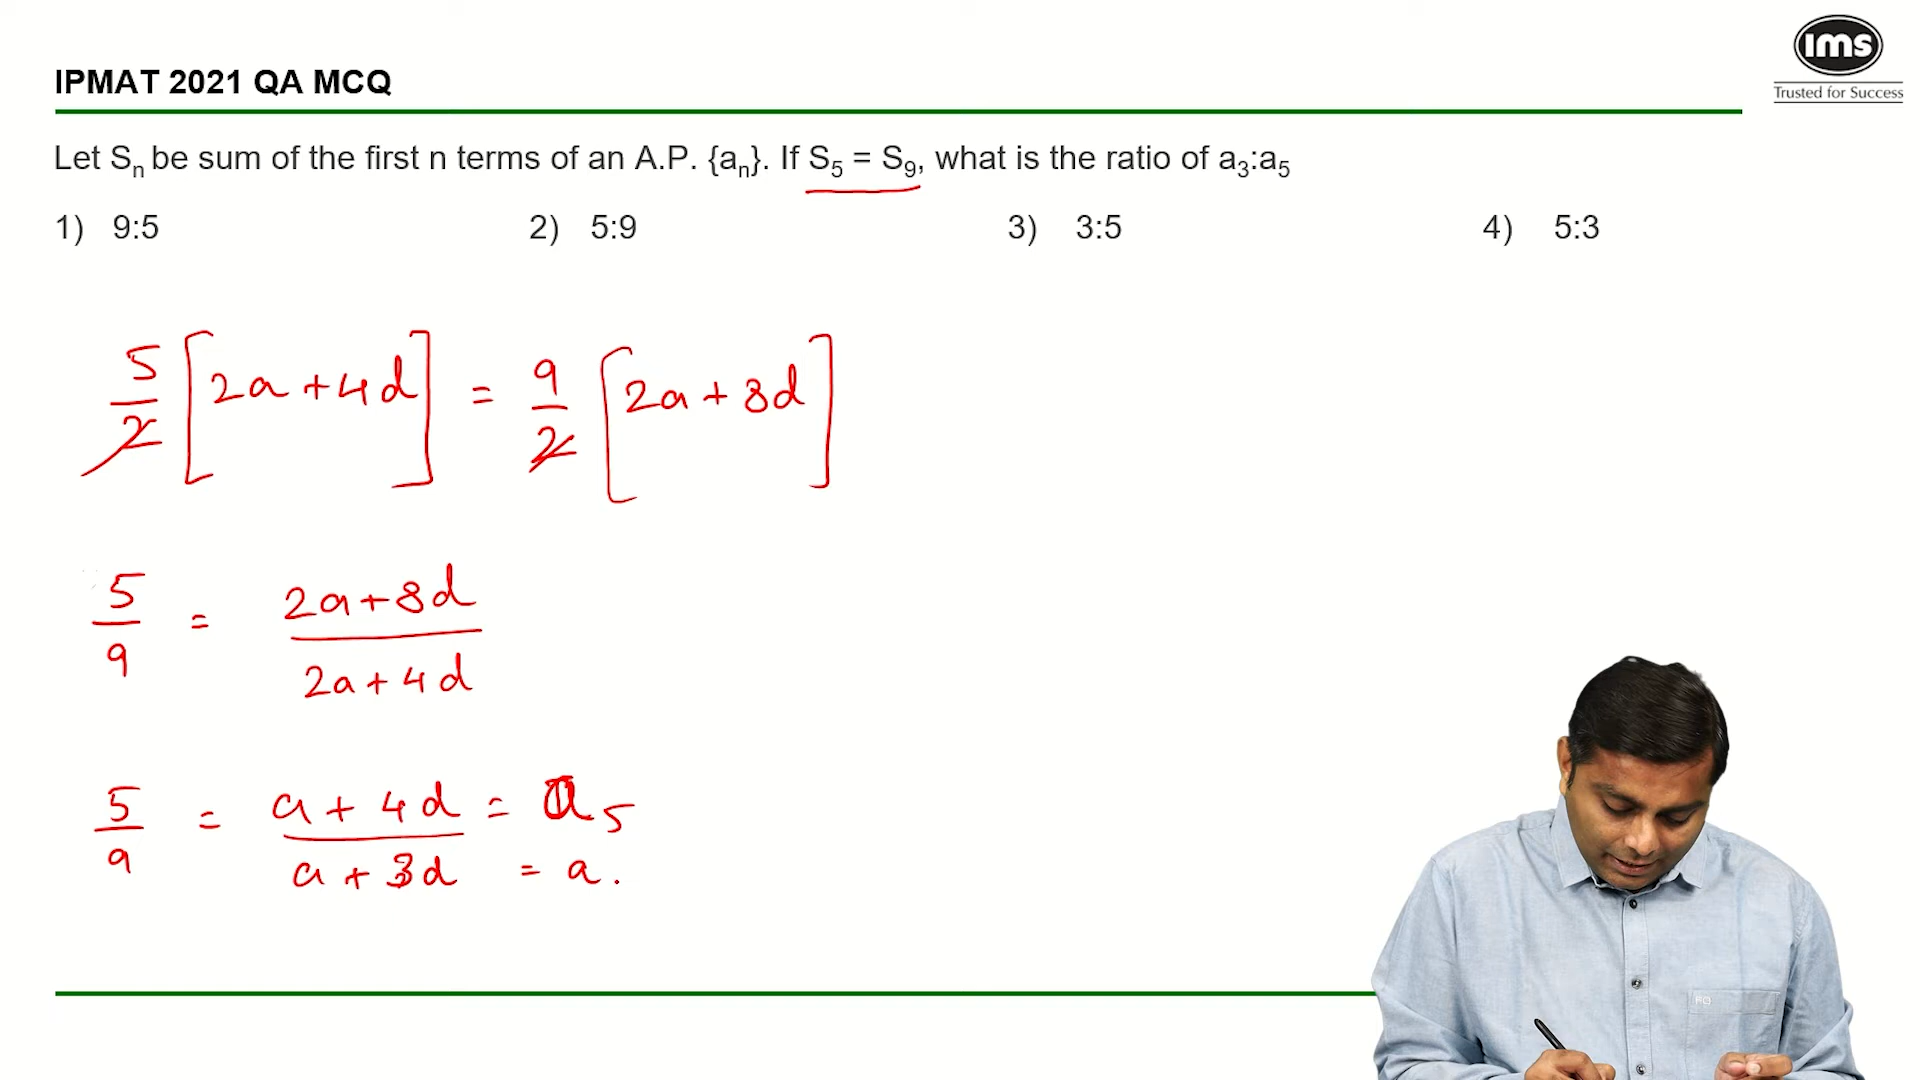 ims
Trusted for Success
IPMAT 2021 QA MCQ
Let Sn be sum of the first n terms of an A.P. {an}. If S5 = S9, what is the ratio of a3:a5
1) 9:5 2) 5:9 3) 3:5 4) 5:3
5/2 [2a + 4d] = 9/2 [2a + 8d]
5/9 = 2a + 8d / 2a + 4d
5/9 = a + 4d / a + 3d = a5
= a.